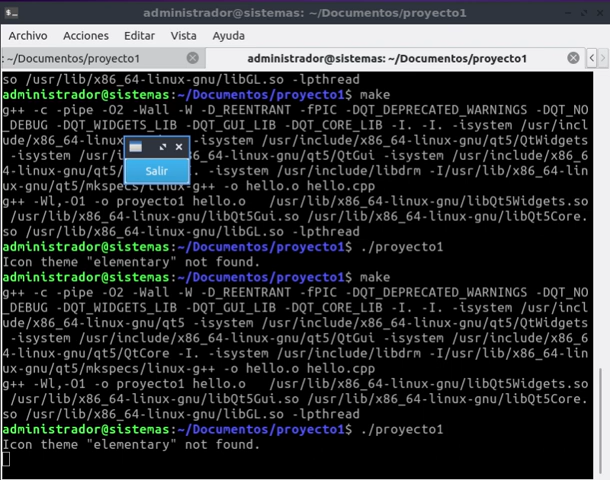 administrador@sistemas:~/Documentos/proyecto1
Archivo Acciones Editar Vista Ayuda
: ~/Documentos/proyecto1 administrador@sistemas: ~/Documentos/proyecto1
so /usr/lib/x86_64-linux-gnu/libGL.so -lpthread
administrador@sistemas:~/Documentos/proyecto1$ make
g++ -c -pipe -O2 -Wall -W -D_REENTRANT -fPIC -DQT_DEPRECATED_WARNINGS -DQT_NO
_DEBUG -DQT_WIDGETS_LIB -DQT_GUI_LIB -DQT_CORE_LIB -I. -I. -isystem /usr/incl
ude/x86_64-linux-gnu/qt5 /x86_64-linux-gnu/qt5/QtWidgets
-isystem /usr/i -linux-gnu/qt5/QtGui -isystem /usr/include/x86_6
4-linux-gnu/qt5 . -isystem /usr/include/libdrm -I/usr/lib/x86_64-lin
ux-gnu/qt5/mkspecs/linux-g++ -o hello.o hello.cpp
Salir
g++ -Wl,-O1 -o proyecto1 hello.o /usr/lib/x86_64-linux-gnu/libQt5Widgets.so
/usr/lib/x86_64-linux-gnu/libQt5Gui.so /usr/lib/x86_64-linux-gnu/libQt5Core.
so /usr/lib/x86_64-linux-gnu/libGL.so -lpthread
administrador@sistemas:~/Documentos/proyecto1$ ./proyecto1
Icon theme "elementary" not found.
administrador@sistemas:~/Documentos/proyecto1$ make
g++ -c -pipe -O2 -Wall -W -D_REENTRANT -fPIC -DQT_DEPRECATED_WARNINGS -DQT_NO
_DEBUG -DQT_WIDGETS_LIB -DQT_GUI_LIB -DQT_CORE_LIB -I. -I. -isystem /usr/incl
ude/x86_64-linux-gnu/qt5 -isystem /usr/include/x86_64-linux-gnu/qt5/QtWidgets
-isystem /usr/include/x86_64-linux-gnu/qt5/QtGui -isystem /usr/include/x86_6
4-linux-gnu/qt5/QtCore -I. -isystem /usr/include/libdrm -I/usr/lib/x86_64-lin
ux-gnu/qt5/mkspecs/linux-g++ -o hello.o hello.cpp
g++ -Wl,-O1 -o proyecto1 hello.o /usr/lib/x86_64-linux-gnu/libQt5Widgets.so
/usr/lib/x86_64-linux-gnu/libQt5Gui.so /usr/lib/x86_64-linux-gnu/libQt5Core.
so /usr/lib/x86_64-linux-gnu/libGL.so -lpthread
administrador@sistemas:~/Documentos/proyecto1$ ./proyecto1
Icon theme "elementary" not found.